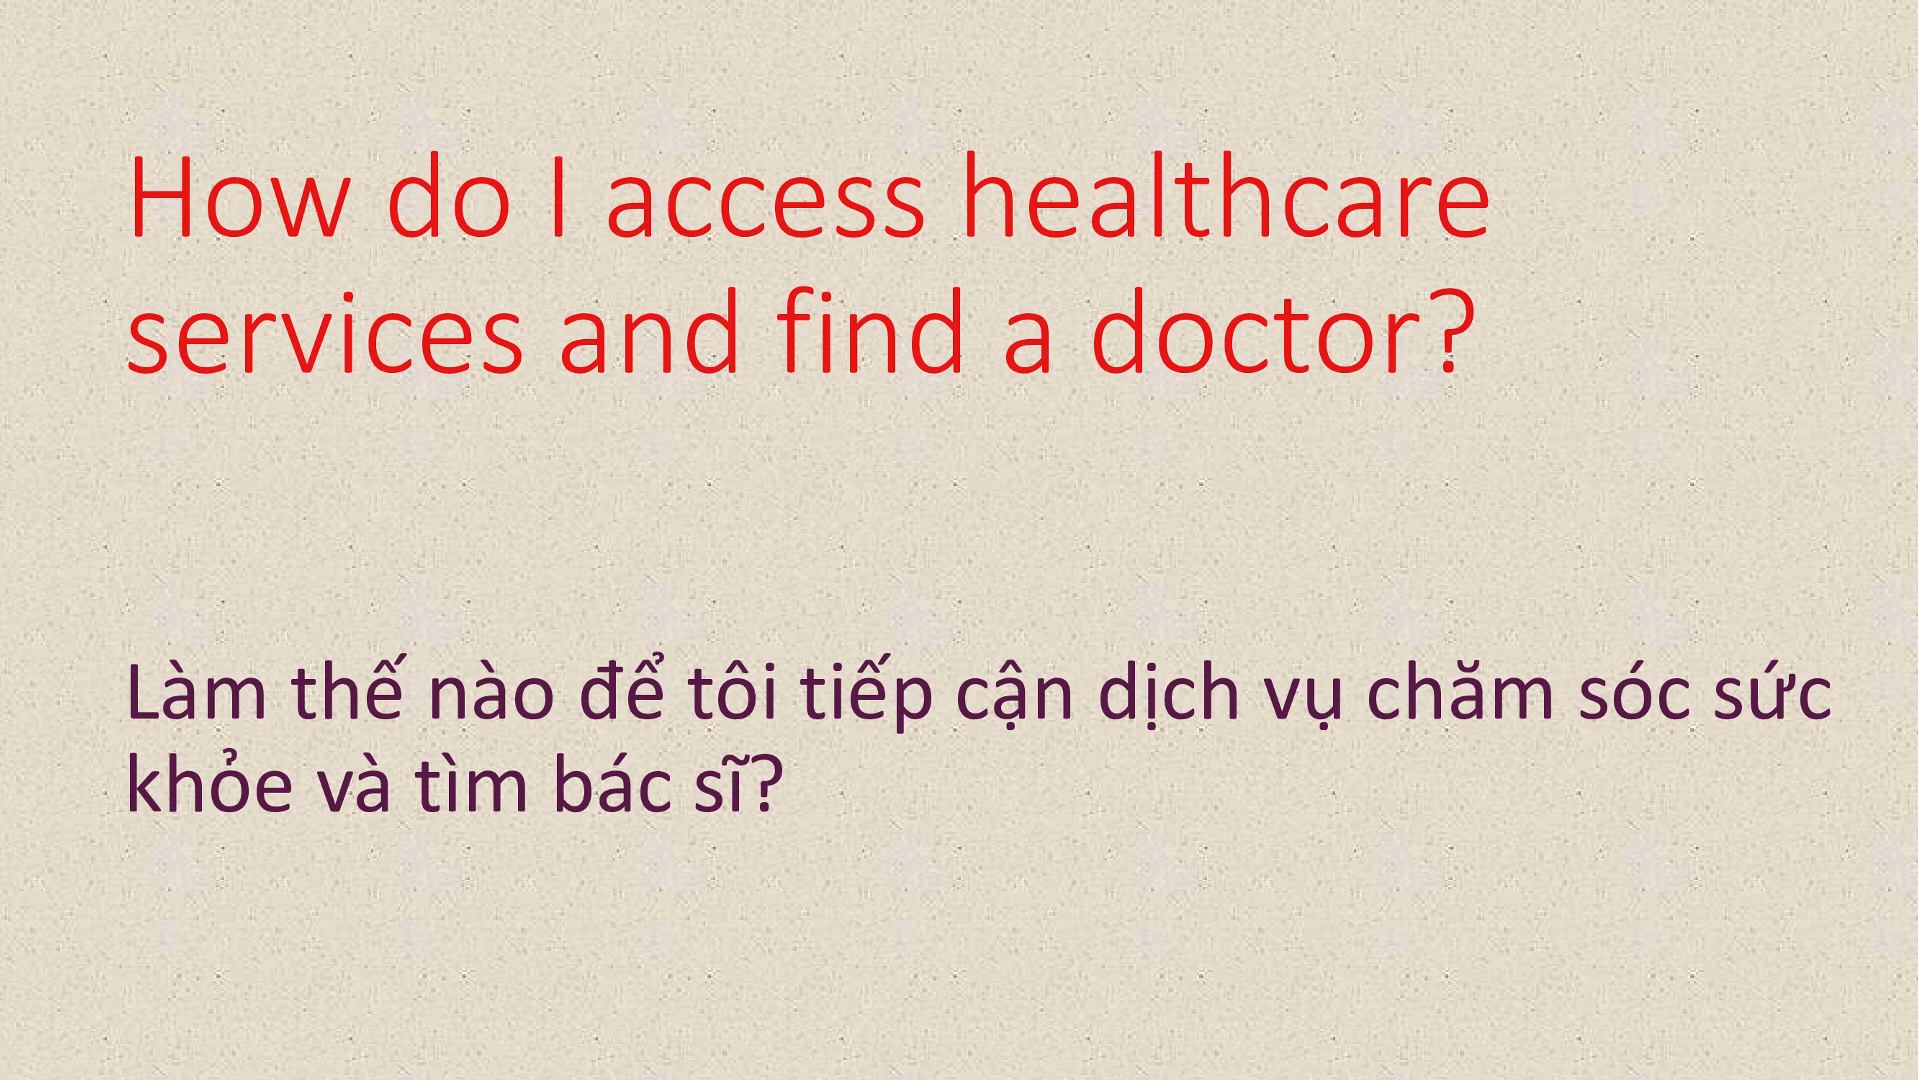 How do I access healthcare
services and find a doctor?
Làm thế nào để tôi tiếp cận dịch vụ chăm sóc sức
khỏe và tìm bác sĩ?